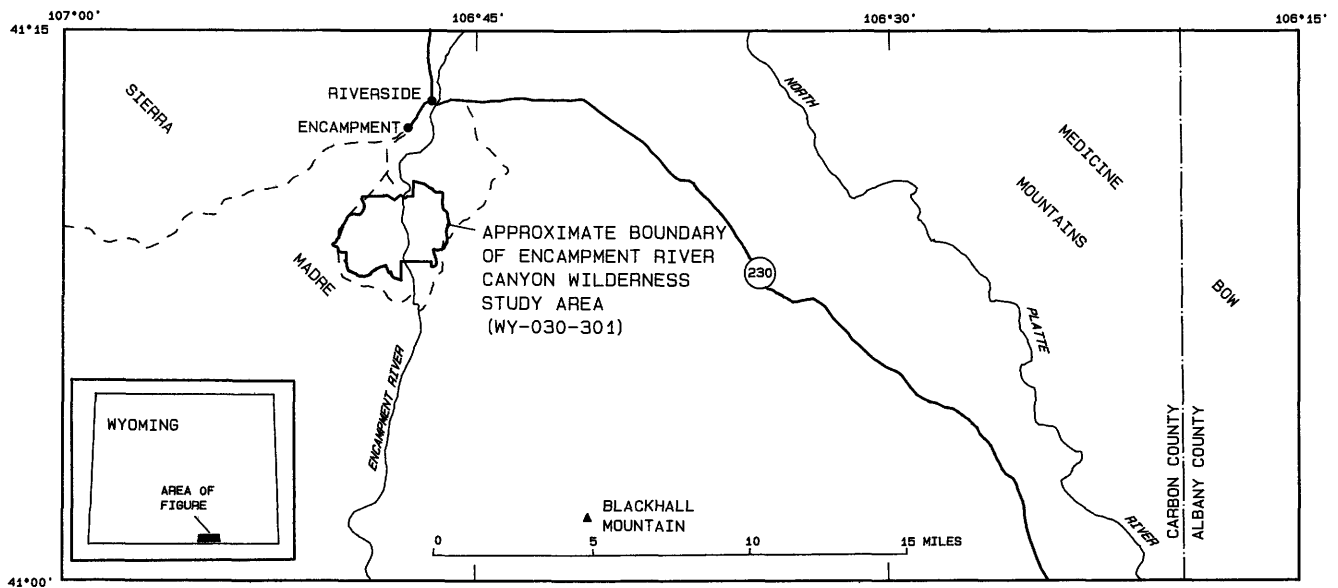 107°00'
106°45'
106°30'
106°15'
41°15'
SIERRA
RIVERSIDE
ENCAMPMENT
NORTH
MEDICINE
MOUNTAINS
BOW
MADRE
APPROXIMATE BOUNDARY
OF ENCAMPMENT RIVER
CANYON WILDERNESS
STUDY AREA
(WY-030-301)
230
PLATTE
ENCAMPMENT RIVER
WYOMING
AREA OF
FIGURE
BLACKHALL
MOUNTAIN
CARBON COUNTY
ALBANY COUNTY
RIVER
0 5 10 15 MILES
41°00'